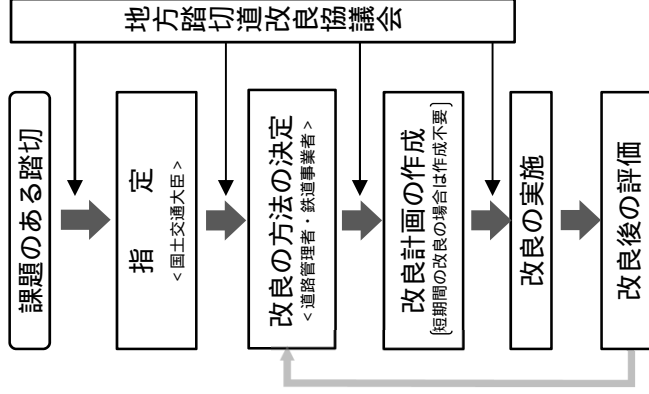 地方踏切道改良協議会
課題のある踏切
指　定
<国土交通大臣>
改良の方法の決定
<道路管理者・鉄道事業者>
改良計画の作成
[短期間の改良の場合は作成不要]
改良の実施
改良後の評価